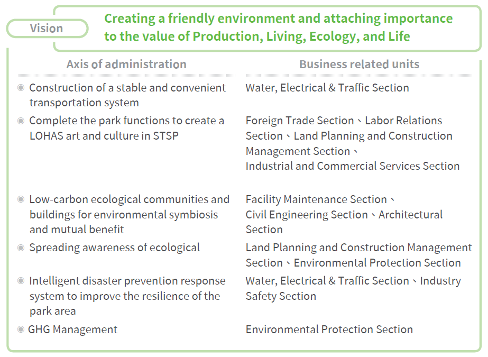 Vision
Creating a friendly environment and attaching importance
to the value of Production, Living, Ecology, and Life
Axis of administration
Business related units
Construction of a stable and convenient
transportation system
Water, Electrical & Traffic Section
Complete the park functions to create a
LOHAS art and culture in STSP
Foreign Trade Section、Labor Relations
Section、Land Planning and Construction
Management Section、
Industrial and Commercial Services Section
Low-carbon ecological communities and
buildings for environmental symbiosis
and mutual benefit
Facility Maintenance Section、
Civil Engineering Section、Architectural
Section
Spreading awareness of ecological
Land Planning and Construction Management
Section、Environmental Protection Section
Intelligent disaster prevention response
system to improve the resilience of the
park area
Water, Electrical & Traffic Section、Industry
Safety Section
GHG Management
Environmental Protection Section